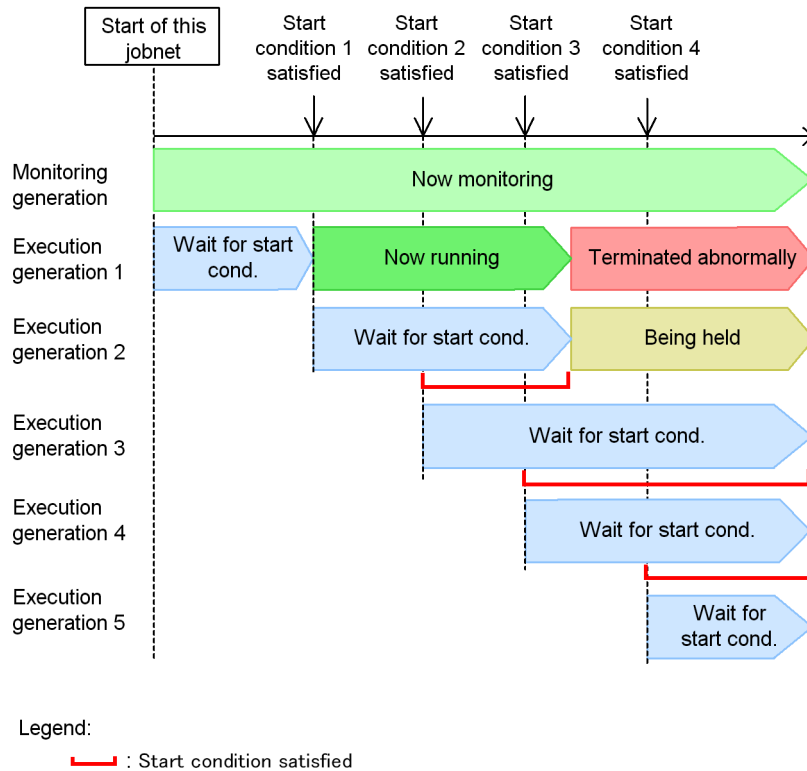 Start of this
jobnet
Start
condition 1
satisfied
Start
condition 2
satisfied
Start
condition 3
satisfied
Start
condition 4
satisfied
Monitoring
generation
Now monitoring
Execution
generation 1
Wait for start
cond.
Now running
Terminated abnormally
Execution
generation 2
Wait for start cond.
Being held
Execution
generation 3
Wait for start cond.
Execution
generation 4
Wait for start cond.
Execution
generation 5
Wait for
start cond.
Legend:
: Start condition satisfied